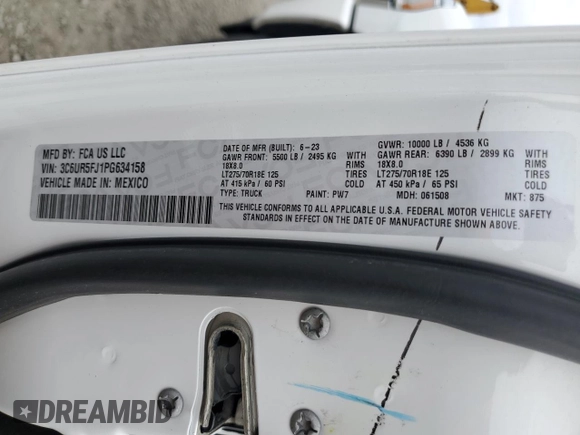 MFD BY: FCA US LLC
VIN: 3C6UR5FJ1PG634158
VEHICLE MADE IN: MEXICO
DATE OF MFR (BUILT): 6-23
GAWR FRONT: 5500 LB / 2495 KG WITH
18X8.0 RIMS
LT275/70R18E 125 TIRES
AT 415 kPa / 60 PSI COLD
TYPE: TRUCK PAINT: PW7
GVWR: 10000 LB / 4536 KG
GAWR REAR: 6390 LB / 2899 KG WITH
18X8.0 RIMS
LT275/70R18E 125 TIRES
AT 450 kPa / 65 PSI COLD
MDH: 061508 MKT: 875
THIS VEHICLE CONFORMS TO ALL APPLICABLE U.S.A. FEDERAL MOTOR VEHICLE SAFETY
STANDARDS IN EFFECT ON THE DATE OF MANUFACTURE SHOWN ABOVE.
DREAMBID